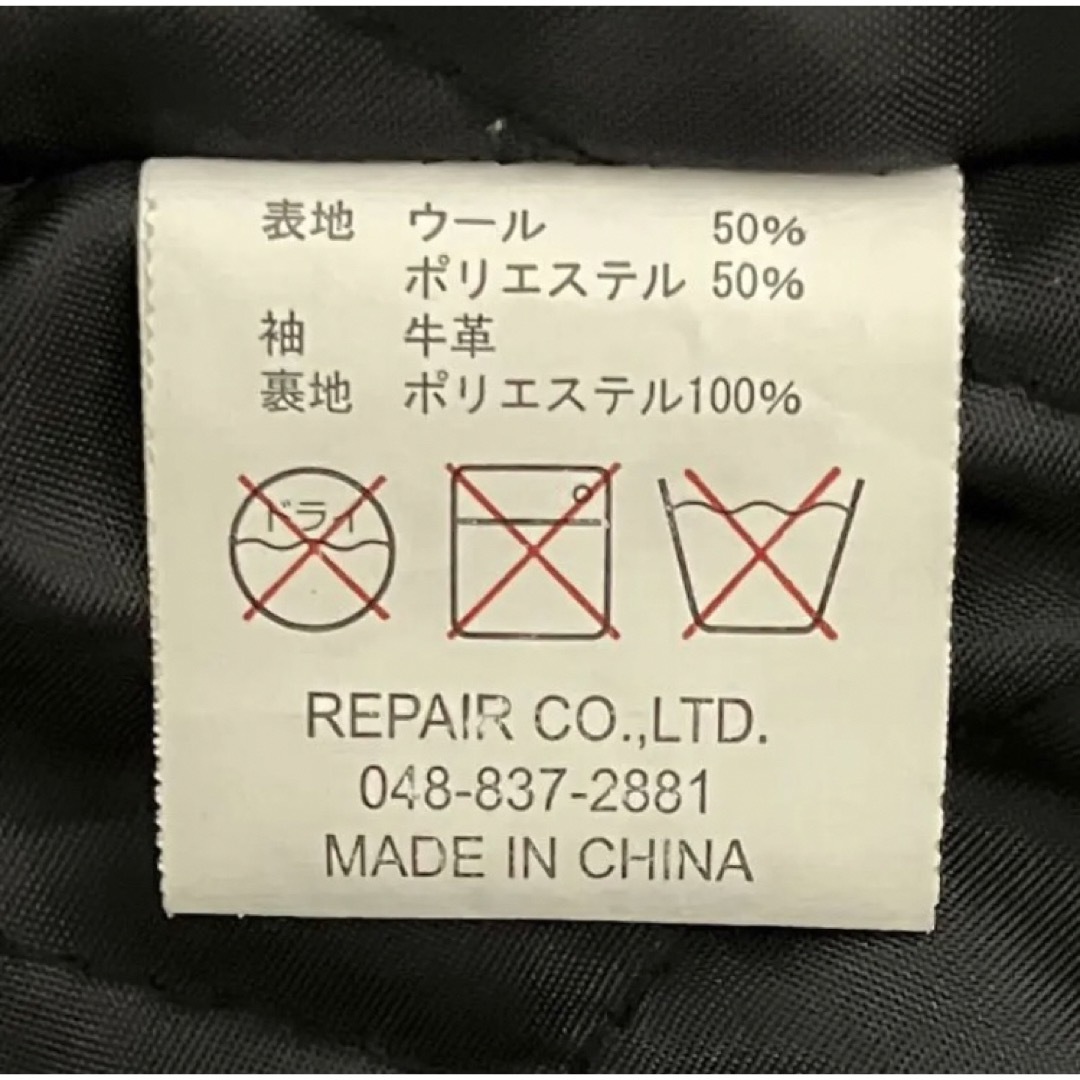 表地 ウール 50%
ポリエステル 50%
袖 牛革
裏地 ポリエステル100%
ドライ
REPAIR CO.,LTD.
048-837-2881
MADE IN CHINA